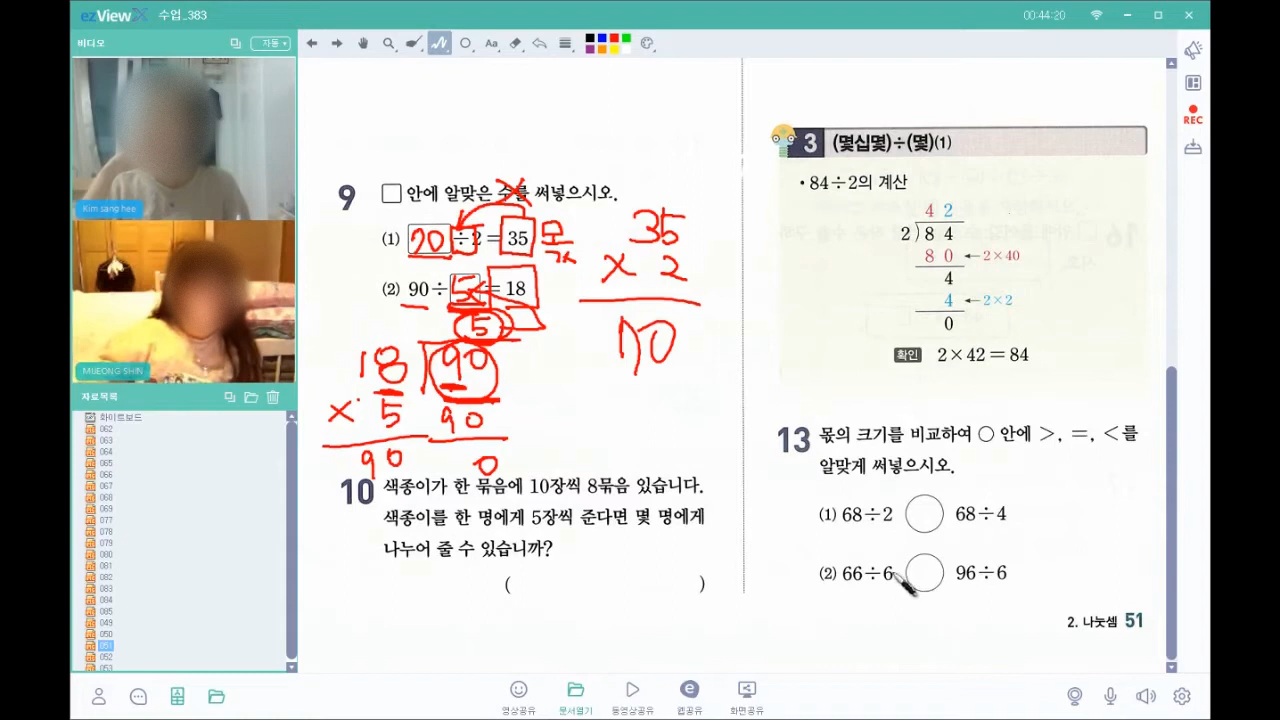 ezView X 수업_383
00:44:20
비디오
자동
Aa
REC
Kim sang hee
MUEONG SHIN
자료목록
화이트보드
062
063
064
065
066
067
068
069
077
078
079
080
081
082
083
084
085
049
050
051
052
053
9 □ 안에 알맞은 수를 써넣으시오.
(1) 70 ÷ 2 = 35 몫
(2) 90 ÷ 5 = 18
35
× 2
70
5
18
90
× 5
90
90
0
10 색종이가 한 묶음에 10장씩 8묶음 있습니다.
색종이를 한 명에게 5장씩 준다면 몇 명에게
나누어 줄 수 있습니까?
( )
3 (몇십몇)÷(몇)(1)
• 84÷2의 계산
4 2
2 ) 8 4
8 0 ← 2×40
4
4 ← 2×2
0
확인 2×42=84
13 몫의 크기를 비교하여 ○ 안에 >, =, <를
알맞게 써넣으시오.
(1) 68÷2 ○ 68÷4
(2) 66÷6 ○ 96÷6
2. 나눗셈 51
영상공유 문서열기 동영상공유 웹공유 화면공유